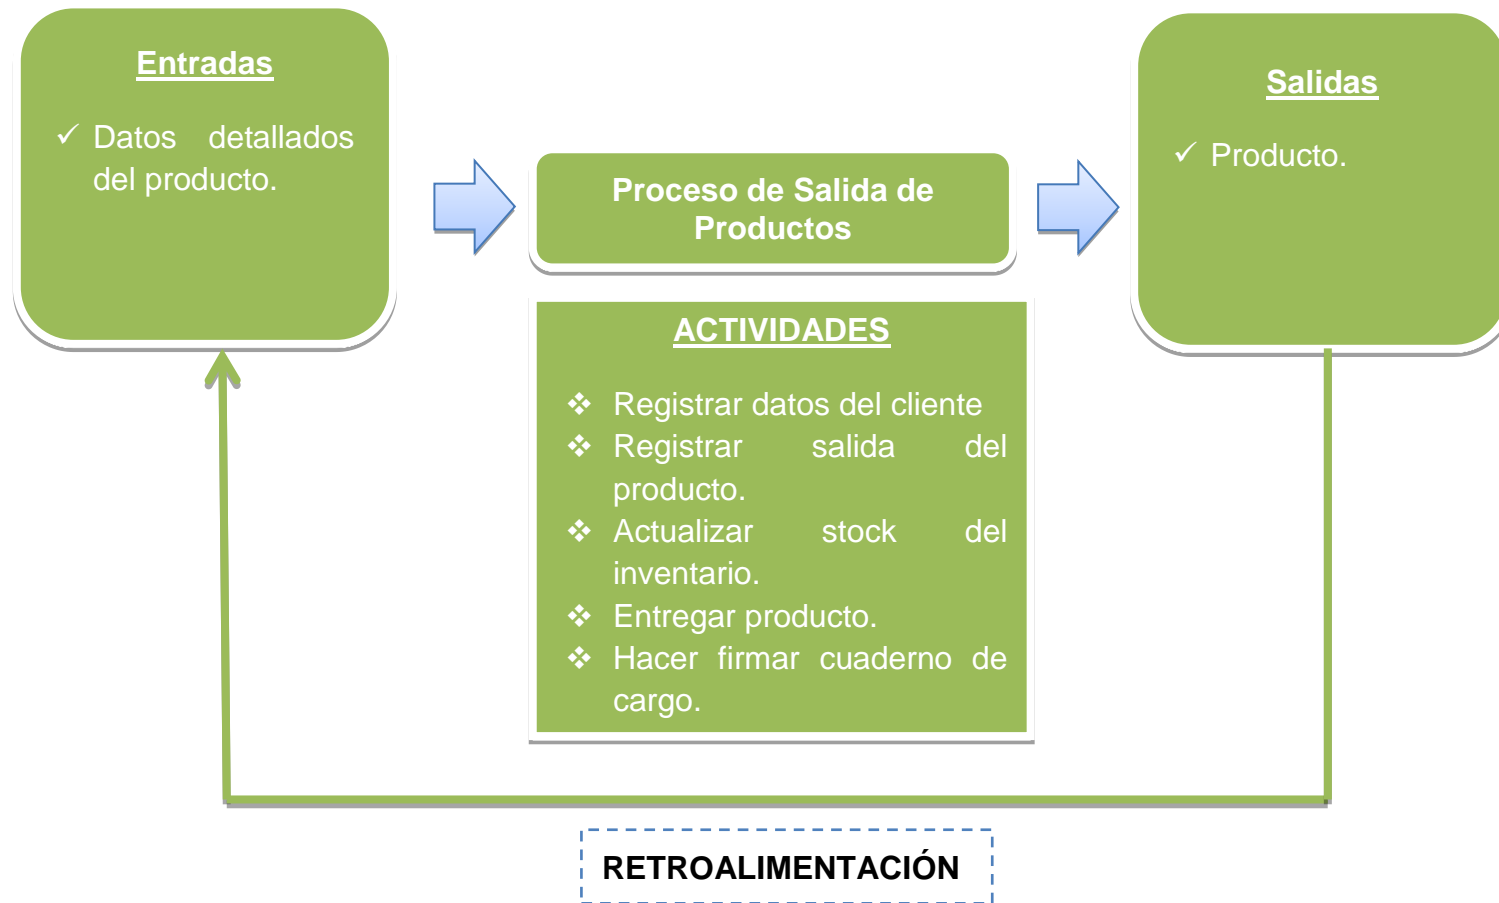 Entradas
✓ Datos detallados
del producto.
Proceso de Salida de
Productos
Salidas
✓ Producto.
ACTIVIDADES
❖ Registrar datos del cliente
❖ Registrar salida del
producto.
❖ Actualizar stock del
inventario.
❖ Entregar producto.
❖ Hacer firmar cuaderno de
cargo.
RETROALIMENTACIÓN